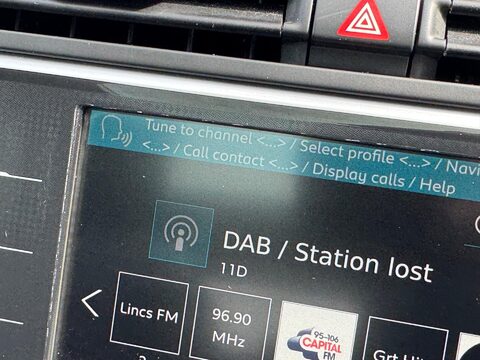 Tune to channel <...> / Select profile <...> / Navi
<...> / Call contact <...> / Display calls / Help
DAB / Station lost
11D
Lincs FM
96.90
MHz
95-106
CAPITAL
FM
Grt Hi